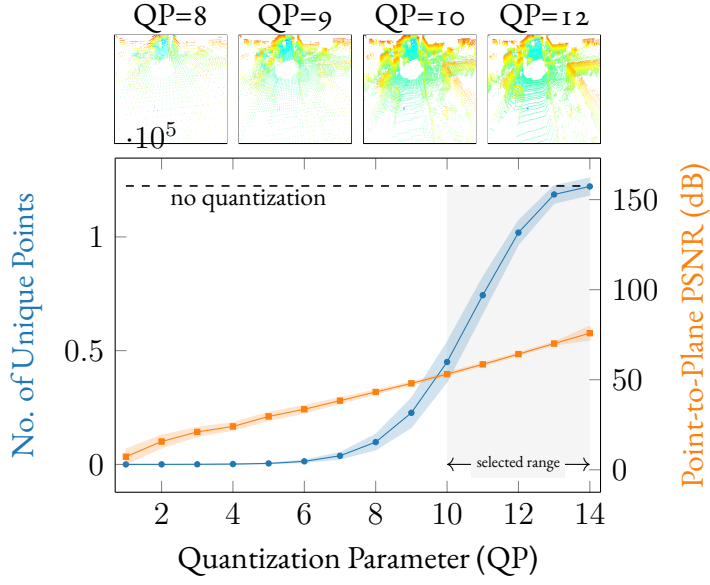 QP=8 QP=9 QP=10 QP=12
·10⁵
no quantization
1
0.5
0
150
100
50
0
selected range
2 4 6 8 10 12 14
Quantization Parameter (QP)
No. of Unique Points
Point-to-Plane PSNR (dB)